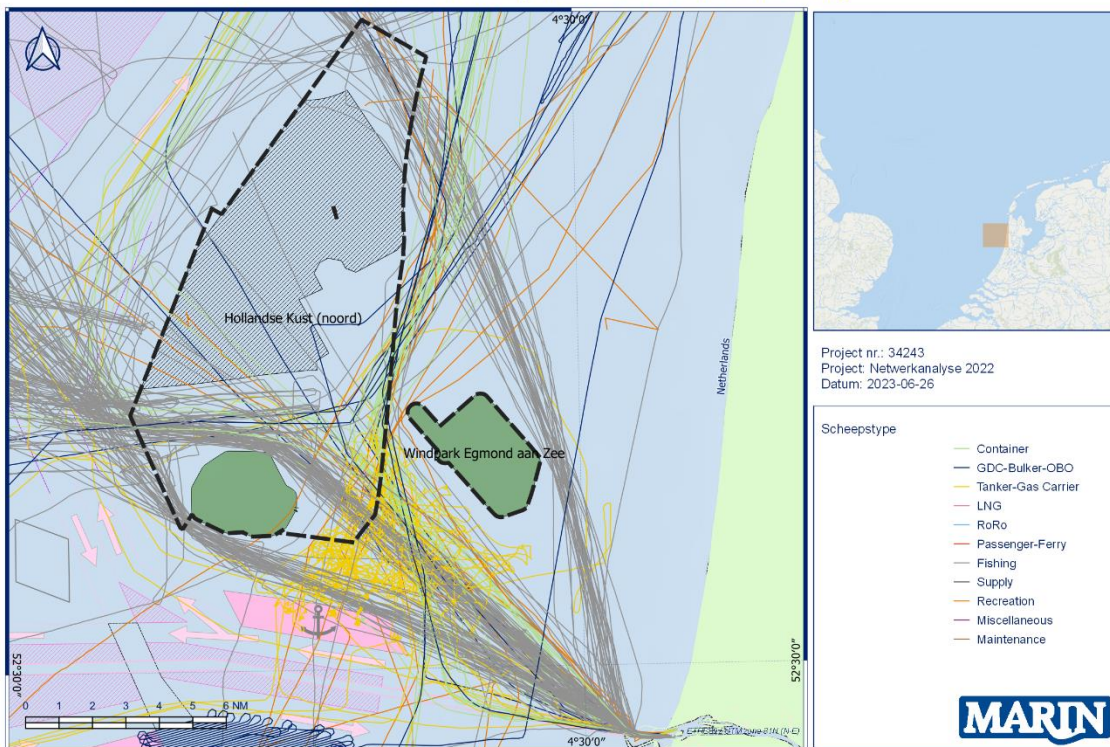 4°30'0"
Hollandse Kust (noord)
Windpark Egmond aan Zee
Netherlands
52°30'0"
52°30'0"
0 1 2 3 4 5 6 NM
4°30'0"
Project nr.: 34243
Project: Netwerkanalyse 2022
Datum: 2023-06-26
Scheepstype
Container
GDC-Bulker-OBO
Tanker-Gas Carrier
LNG
RoRo
Passenger-Ferry
Fishing
Supply
Recreation
Miscellaneous
Maintenance
MARIN